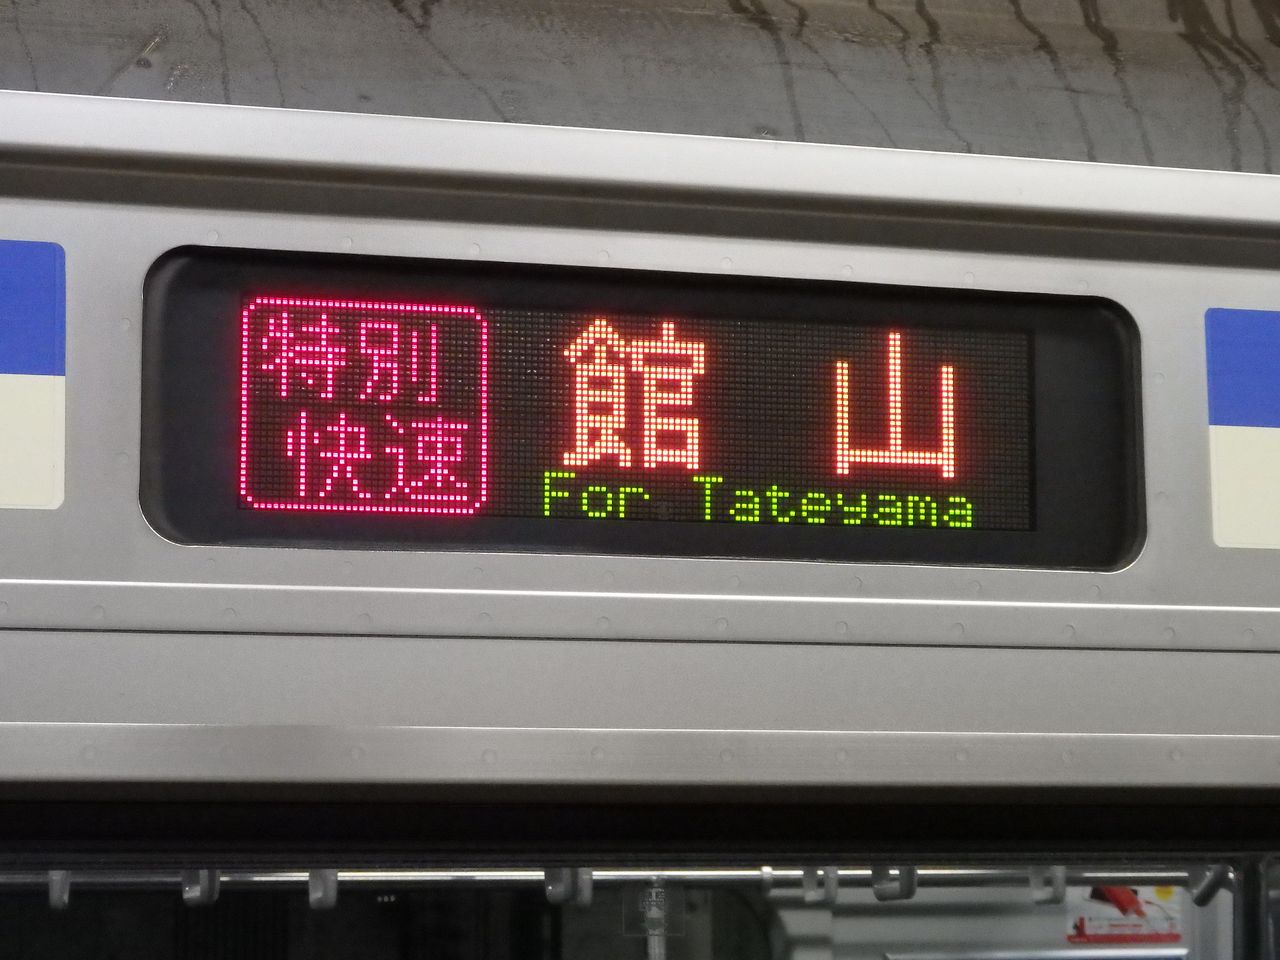 特別
快速
館山
For Tateyama